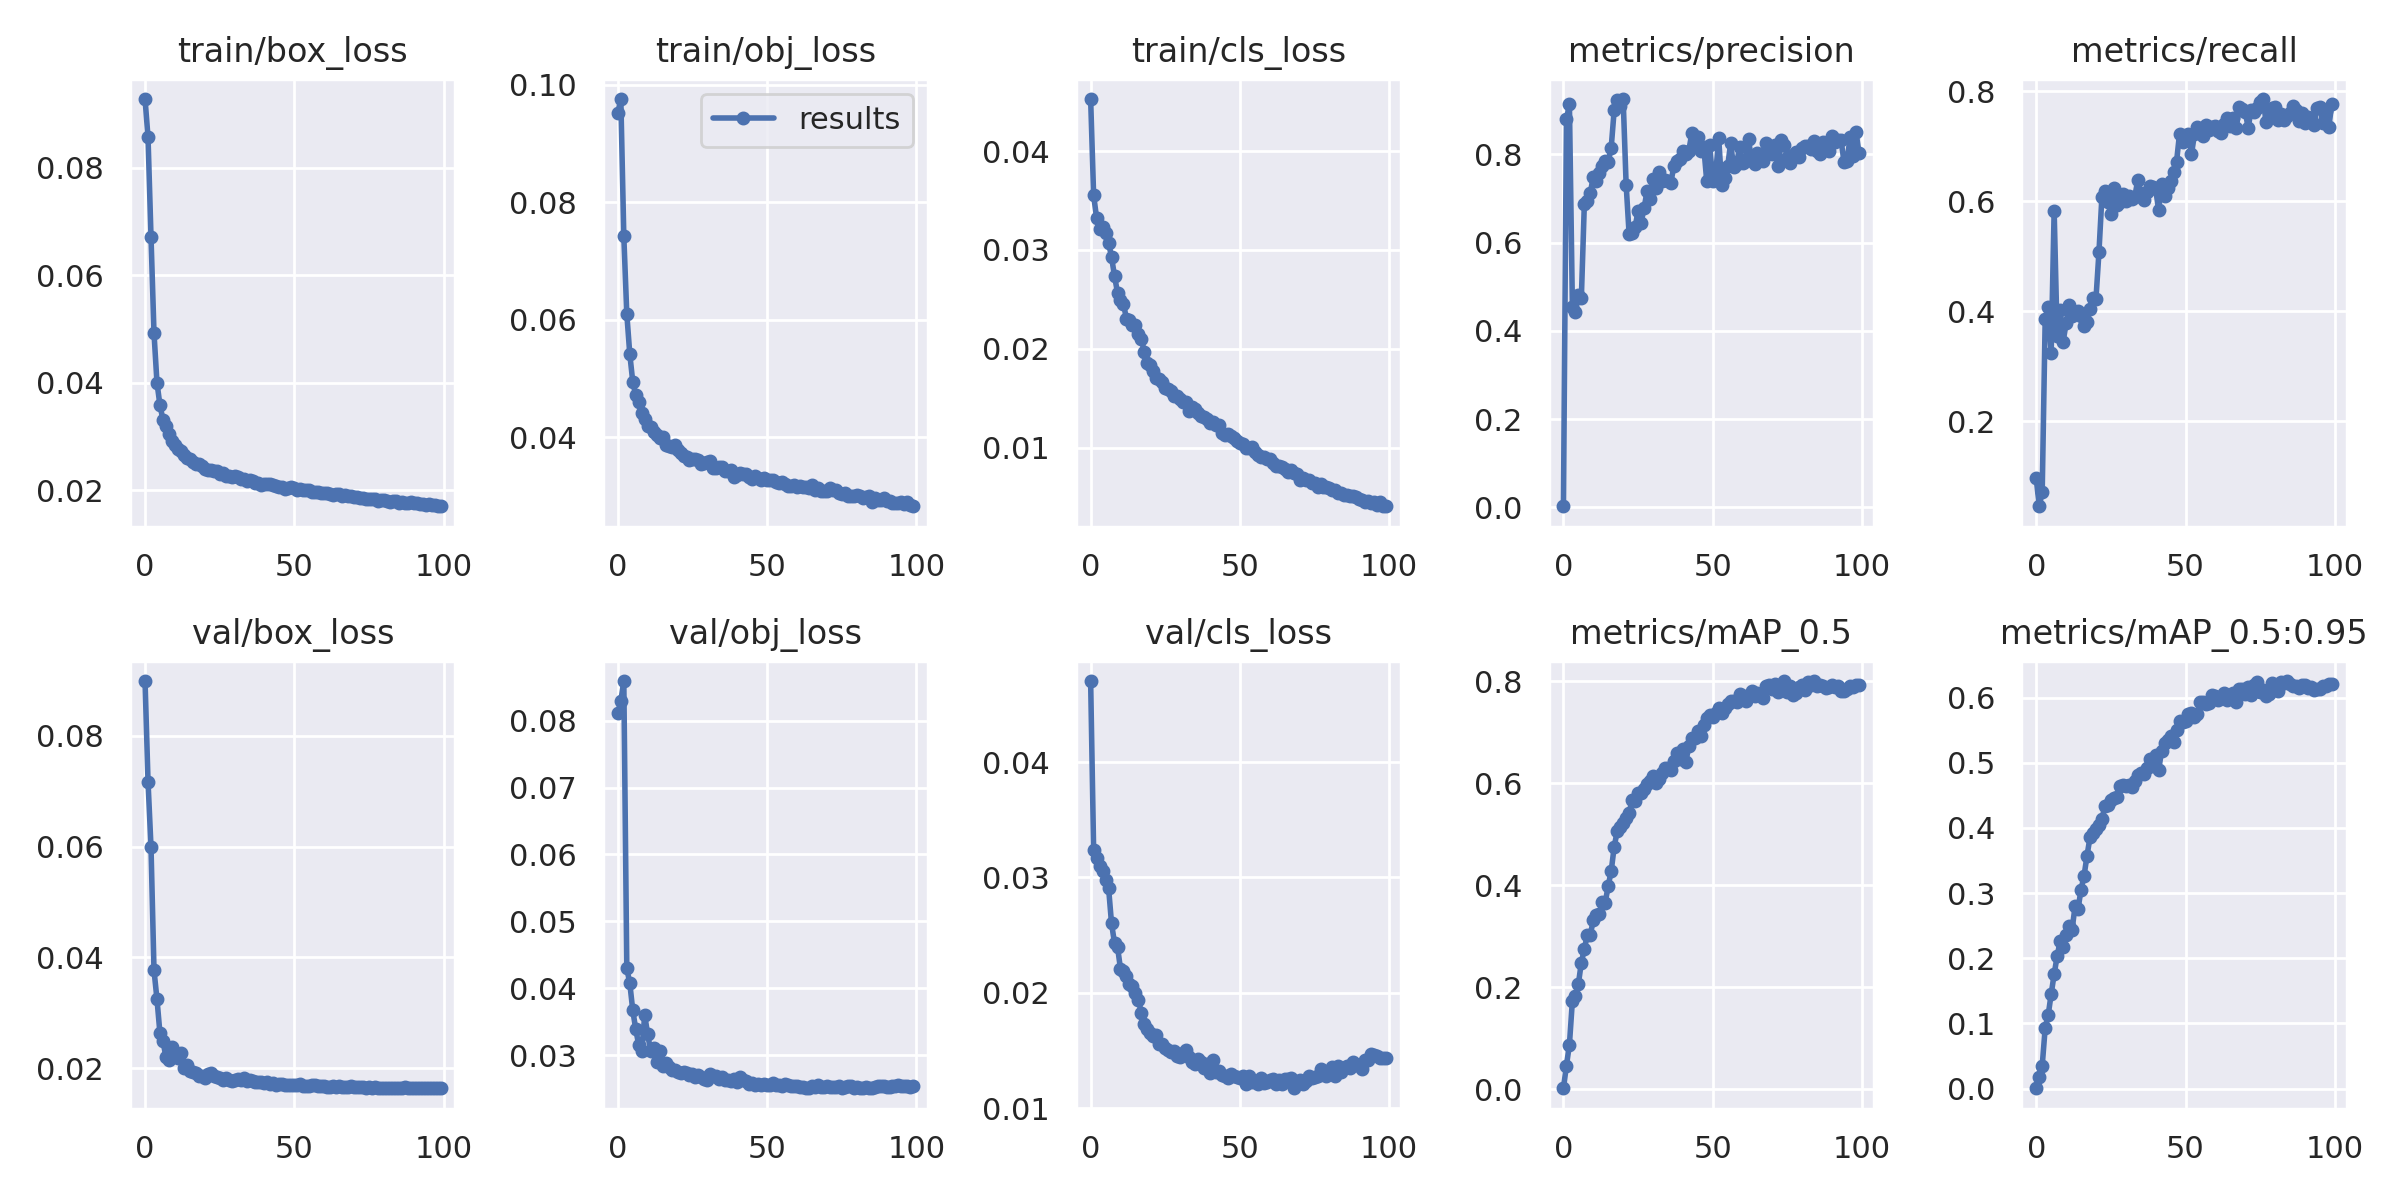 train/box_loss
0.08
0.06
0.04
0.02
0 50 100
train/obj_loss
results
0.10
0.08
0.06
0.04
0 50 100
train/cls_loss
0.04
0.03
0.02
0.01
0 50 100
metrics/precision
0.8
0.6
0.4
0.2
0.0
0 50 100
metrics/recall
0.8
0.6
0.4
0.2
0 50 100
val/box_loss
0.08
0.06
0.04
0.02
0 50 100
val/obj_loss
0.08
0.07
0.06
0.05
0.04
0.03
0 50 100
val/cls_loss
0.04
0.03
0.02
0.01
0 50 100
metrics/mAP_0.5
0.8
0.6
0.4
0.2
0.0
0 50 100
metrics/mAP_0.5:0.95
0.6
0.5
0.4
0.3
0.2
0.1
0.0
0 50 100